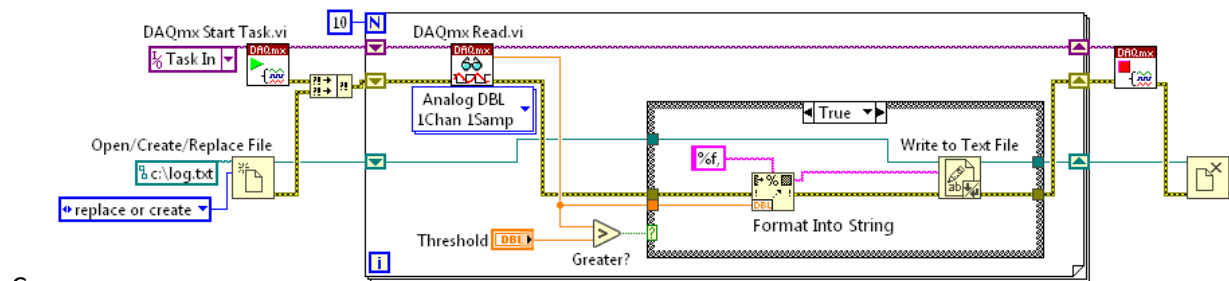 10
N
DAQmx Start Task.vi
DAQmx Read.vi
DAQmx
DAQmx
DAQmx
I/O Task In
?! ?! ?!
Analog DBL
1Chan 1Samp
True
Open/Create/Replace File
Write to Text File
c:\log.txt
%f,
%
ab
replace or create
DBL
Format Into String
Threshold
DBL
>
?
Greater?
i